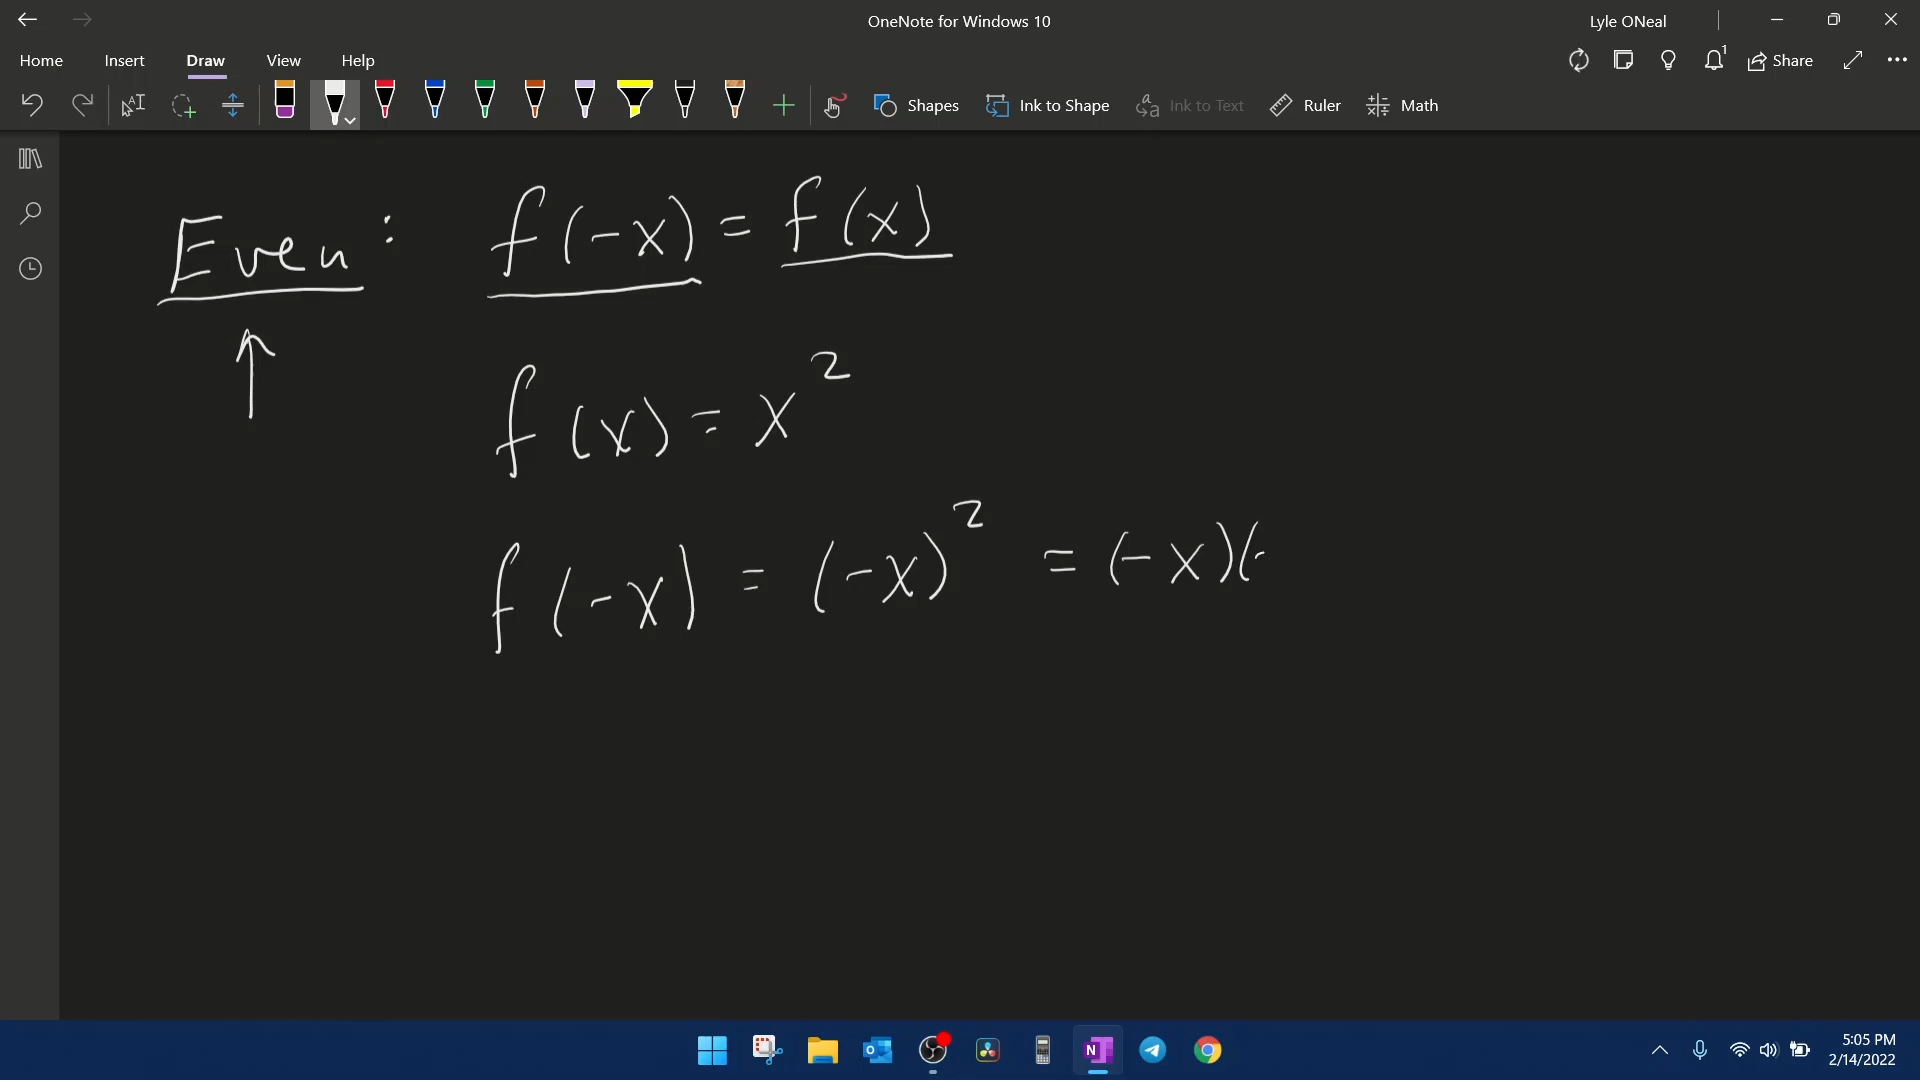 OneNote for Windows 10
Lyle ONeal
Home Insert Draw View Help
1
Share
Shapes Ink to Shape Ink to Text Ruler Math
Even: f(-x) = f(x)
f(x) = x²
f(-x) = (-x)² = (-x)(-
5:05 PM
2/14/2022